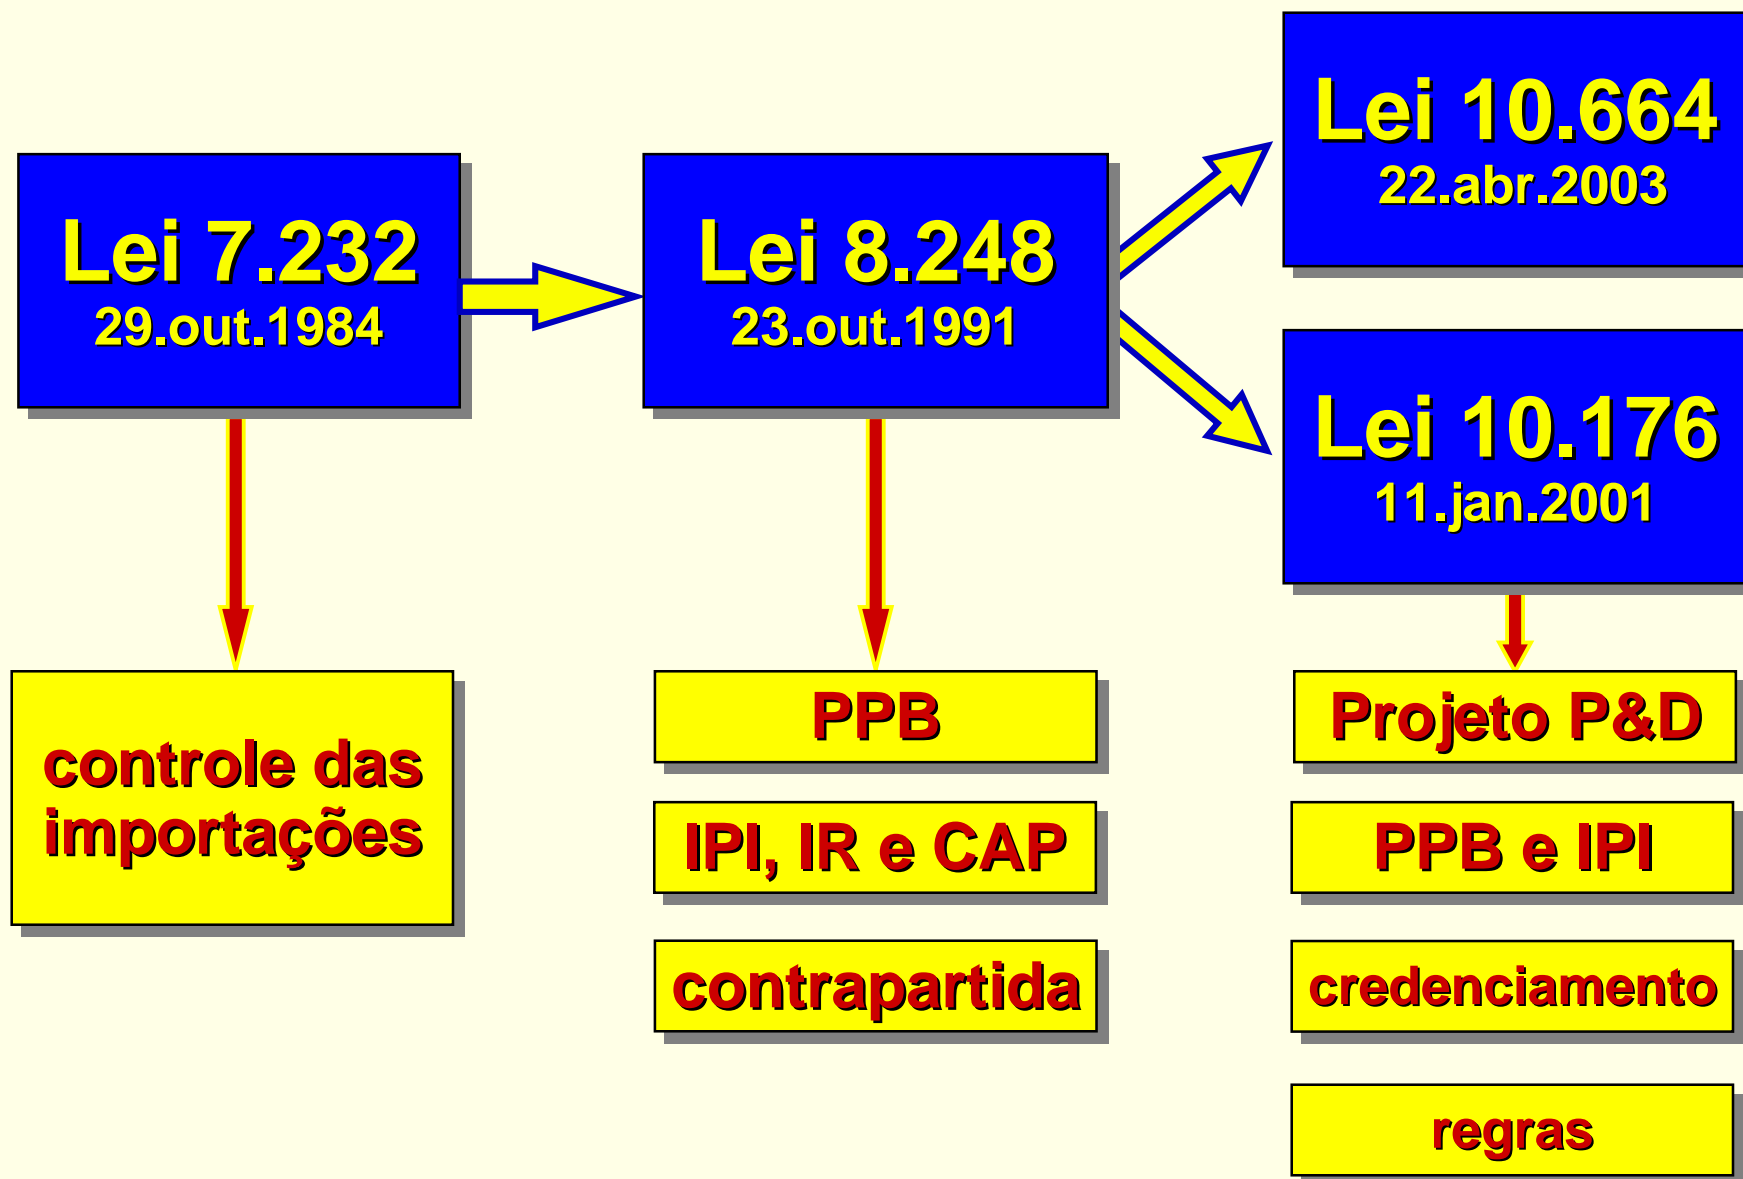 Lei 7.232
29.out.1984
controle das
importações
Lei 8.248
23.out.1991
PPB
IPI, IR e CAP
contrapartida
Lei 10.664
22.abr.2003
Lei 10.176
11.jan.2001
Projeto P&D
PPB e IPI
credenciamento
regras